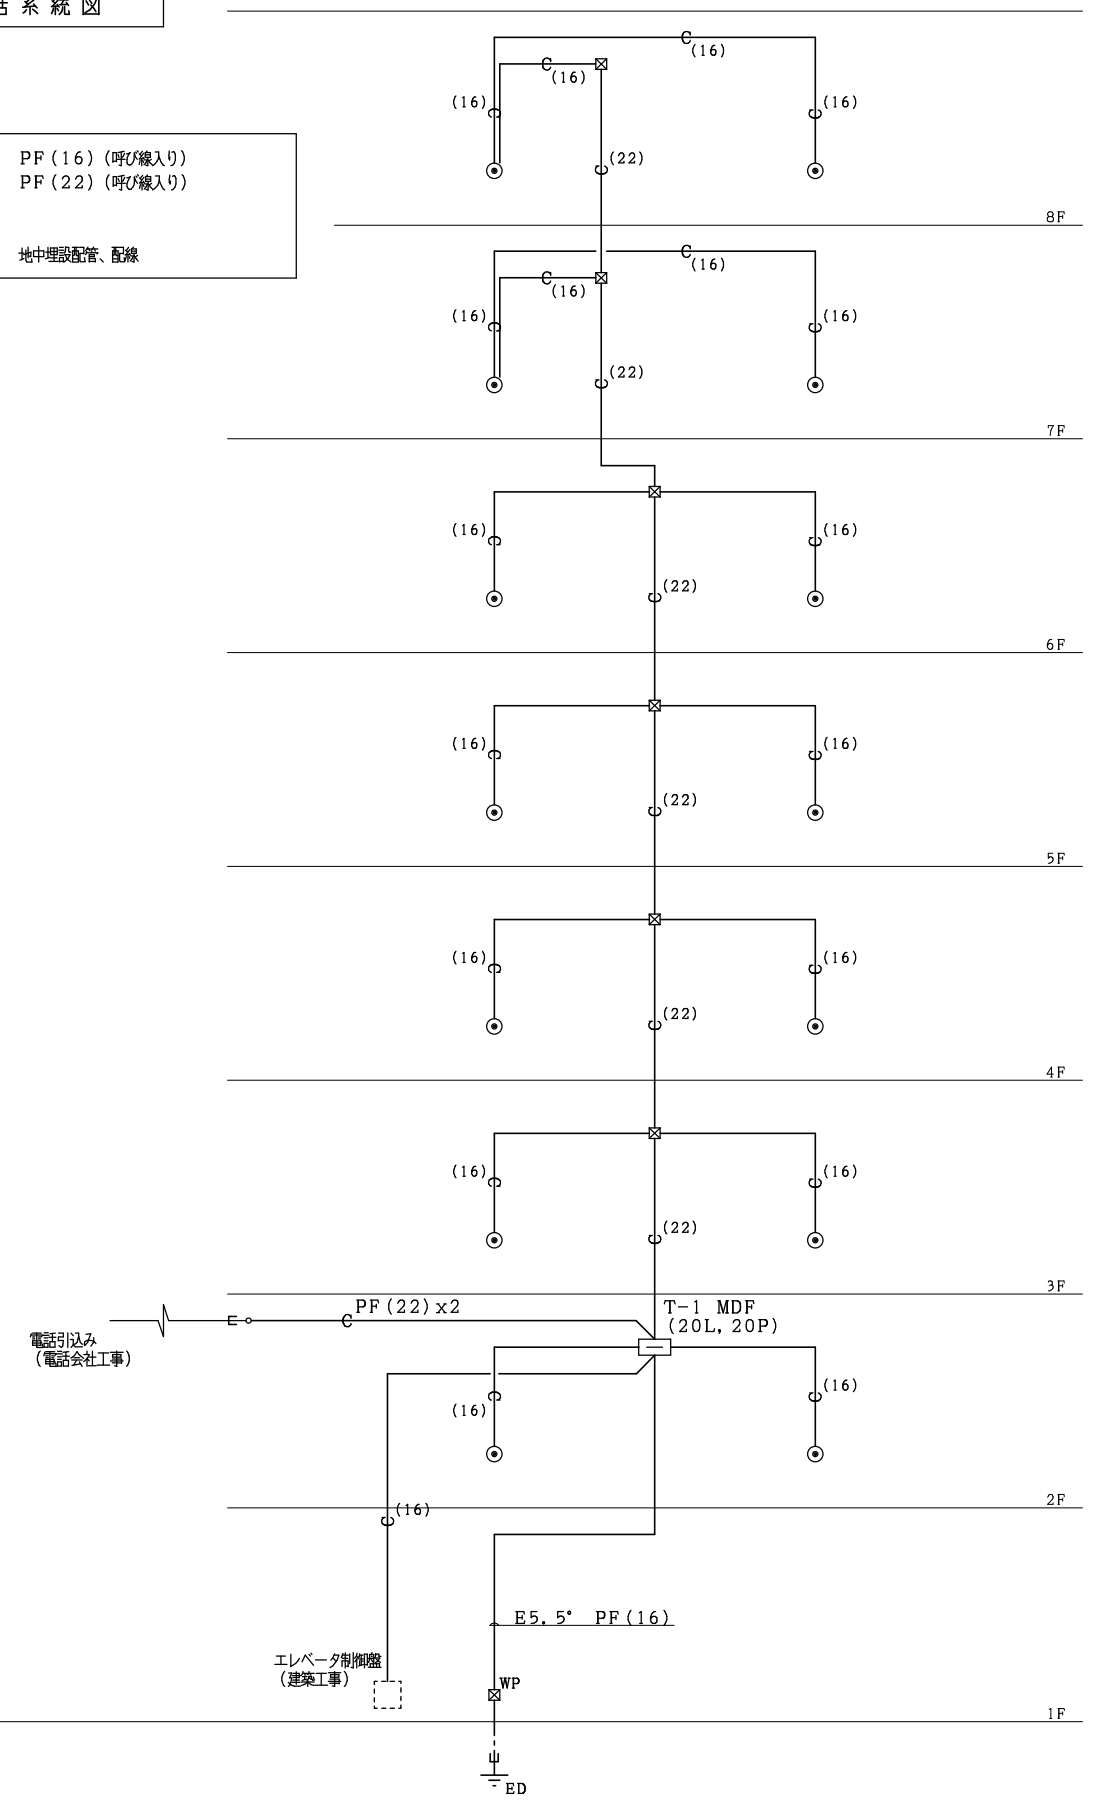 系統図
(16)
(16)
(16)
(16)
(22)
PF(16)(呼び線入り)
PF(22)(呼び線入り)
地中埋設配管、配線
8F
(16)
(16)
(16)
(16)
(22)
7F
(16)
(16)
(22)
6F
(16)
(16)
(22)
5F
(16)
(16)
(22)
4F
(16)
(16)
(22)
3F
PF(22)x2
T-1 MDF
(20L,20P)
電話引込み
(電話会社工事)
(16)
(16)
2F
(16)
E5.5° PF(16)
エレベータ制御盤
(建築工事)
WP
1F
ED